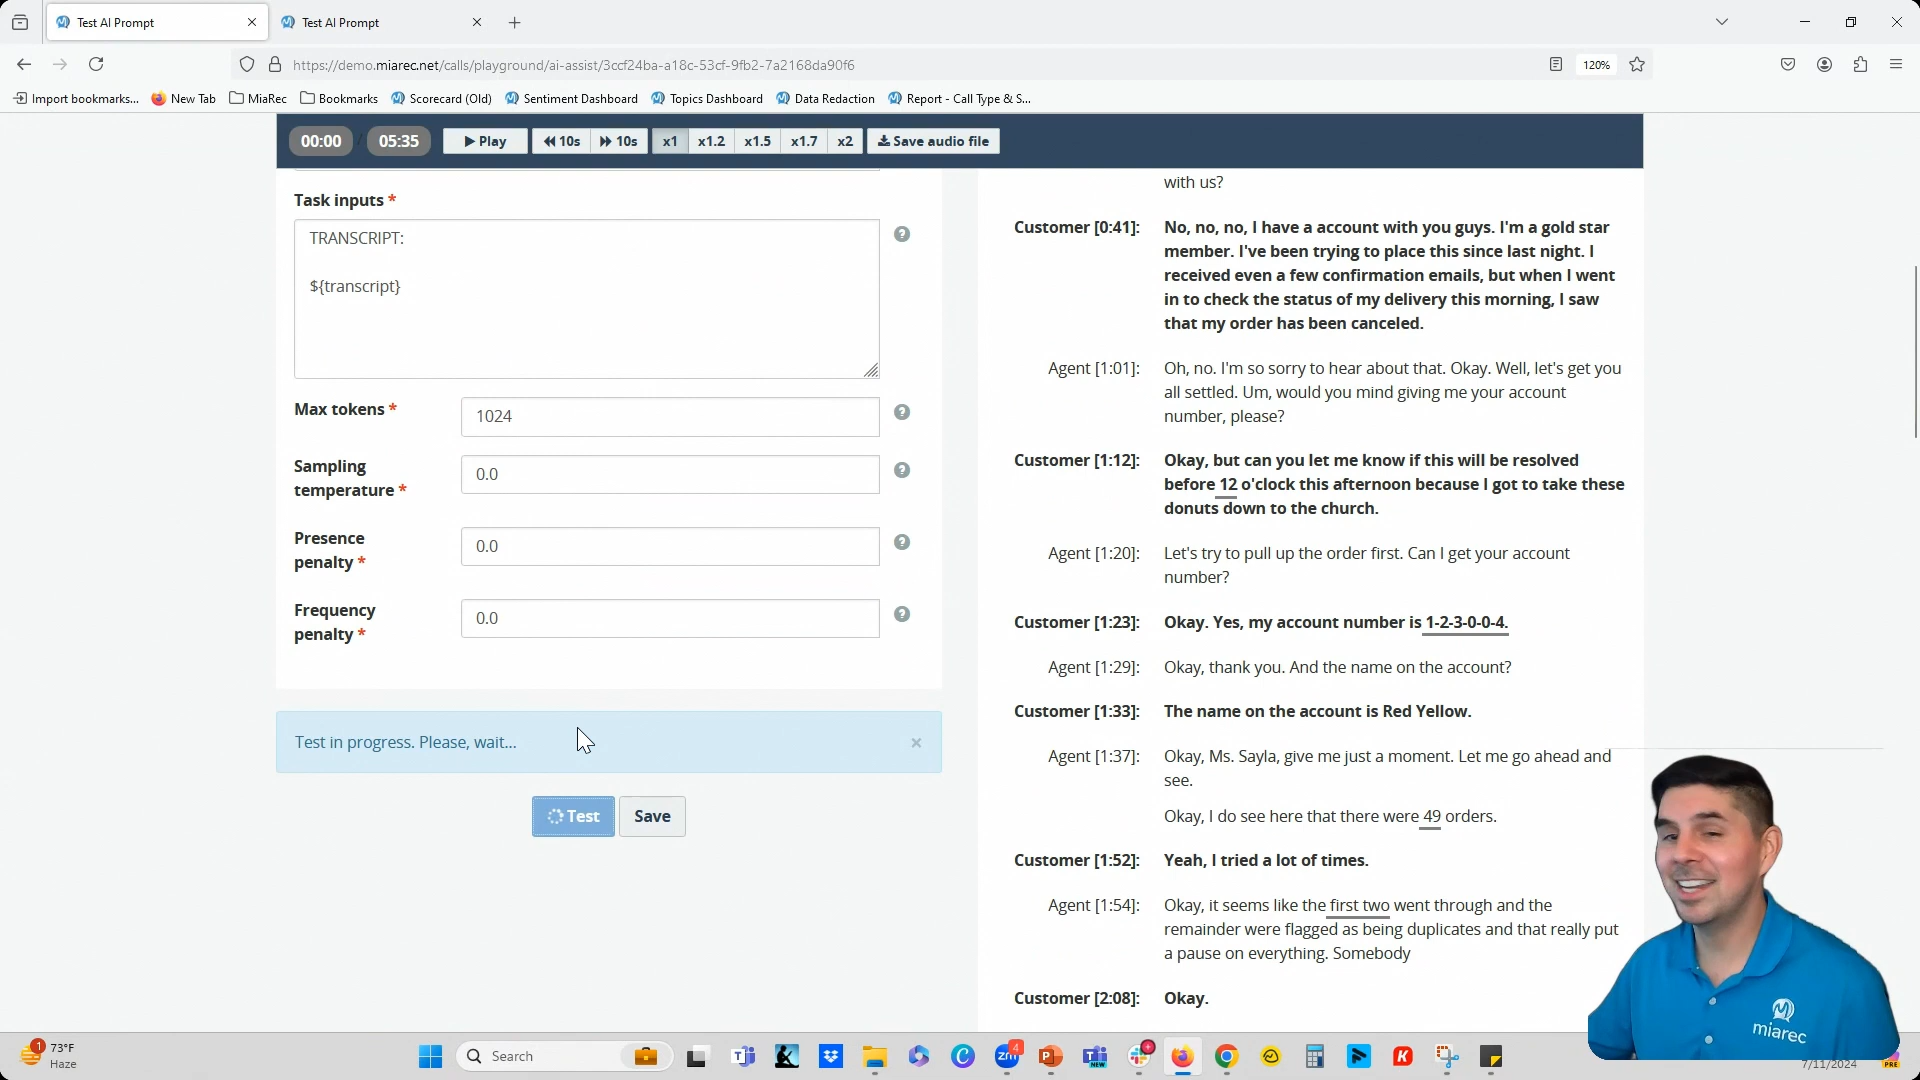 Test AI Prompt
Test AI Prompt
https://demo.miarec.net/calls/playground/ai-assist/3ccf24ba-a18c-53cf-9fb2-7a2168da90f6
120%
Import bookmarks...
New Tab
MiaRec
Bookmarks
Scorecard (Old)
Sentiment Dashboard
Topics Dashboard
Data Redaction
Report - Call Type & S...
00:00
05:35
Play
10s
10s
x1
x1.2
x1.5
x1.7
x2
Save audio file
Task inputs *
TRANSCRIPT:
${transcript}
Max tokens *
1024
Sampling
temperature *
0.0
Presence
penalty *
0.0
Frequency
penalty *
0.0
Test in progress. Please, wait...
Test
Save
with us?
Customer [0:41]:
No, no, no, I have a account with you guys. I'm a gold star
member. I've been trying to place this since last night. I
received even a few confirmation emails, but when I went
in to check the status of my delivery this morning, I saw
that my order has been canceled.
Agent [1:01]:
Oh, no. I'm so sorry to hear about that. Okay. Well, let's get you
all settled. Um, would you mind giving me your account
number, please?
Customer [1:12]:
Okay, but can you let me know if this will be resolved
before 12 o'clock this afternoon because I got to take these
donuts down to the church.
Agent [1:20]:
Let's try to pull up the order first. Can I get your account
number?
Customer [1:23]:
Okay. Yes, my account number is 1-2-3-0-0-4.
Agent [1:29]:
Okay, thank you. And the name on the account?
Customer [1:33]:
The name on the account is Red Yellow.
Agent [1:37]:
Okay, Ms. Sayla, give me just a moment. Let me go ahead and
see.
Okay, I do see here that there were 49 orders.
Customer [1:52]:
Yeah, I tried a lot of times.
Agent [1:54]:
Okay, it seems like the first two went through and the
remainder were flagged as being duplicates and that really put
a pause on everything. Somebody
Customer [2:08]:
Okay.
miarec
1
73°F
Haze
Search
4
7/11/2024